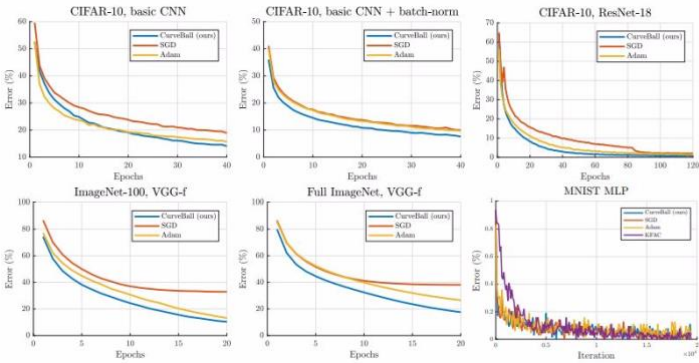 CIFAR-10, basic CNN
Error (%)
60
50
40
30
20
10
CurveBall (ours)
SGD
Adam
0 10 20 30 40
Epochs
CIFAR-10, basic CNN + batch-norm
Error (%)
60
50
40
30
20
10
0
CurveBall (ours)
SGD
Adam
0 10 20 30 40
Epochs
CIFAR-10, ResNet-18
Error (%)
70
60
50
40
30
20
10
0
CurveBall (ours)
SGD
Adam
0 20 40 60 80 100 120
Epochs
ImageNet-100, VGG-f
Error (%)
100
80
60
40
20
0
CurveBall (ours)
SGD
Adam
0 5 10 15 20
Epochs
Full ImageNet, VGG-f
Error (%)
100
80
60
40
20
0
CurveBall (ours)
SGD
Adam
0 5 10 15 20
Epochs
MNIST MLP
Error (%)
1
0.8
0.6
0.4
0.2
0
CurveBall (ours)
SGD
Adam
KFAC
0 0.5 1 1.5
Iteration